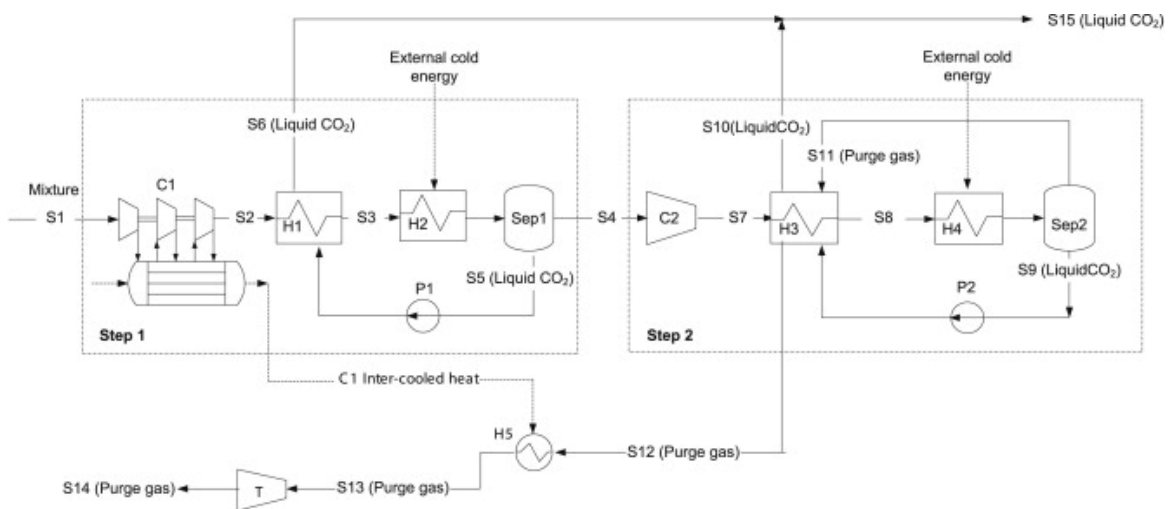 S15 (Liquid CO₂)
External cold
energy
External cold
energy
S6 (Liquid CO₂)
S10(LiquidCO₂)
S11 (Purge gas)
Mixture
C1
S1
S2
H1
S3
H2
Sep1
S4
C2
S7
H3
S8
H4
Sep2
S5 (Liquid CO₂)
S9 (LiquidCO₂)
P1
P2
Step 1
Step 2
C1 Inter-cooled heat
H5
S12 (Purge gas)
S14 (Purge gas)
T
S13 (Purge gas)